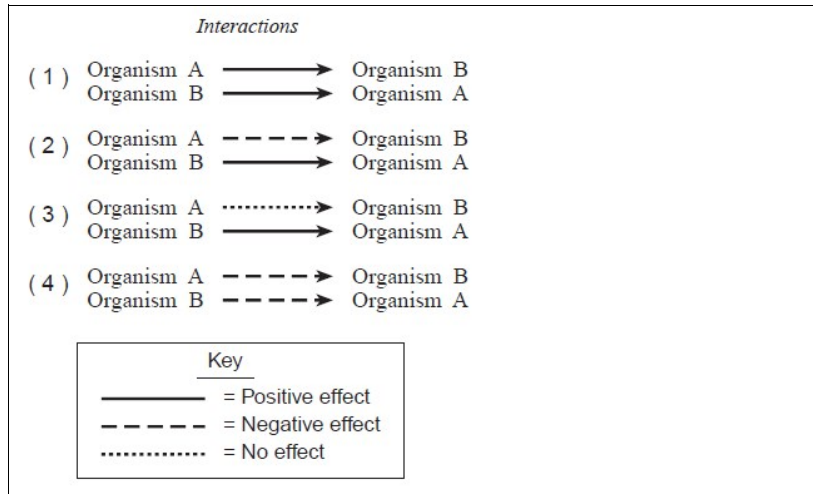 Interactions
( 1 ) Organism A Organism B
Organism B Organism A
( 2 ) Organism A Organism B
Organism B Organism A
( 3 ) Organism A Organism B
Organism B Organism A
( 4 ) Organism A Organism B
Organism B Organism A
Key
= Positive effect
= Negative effect
= No effect